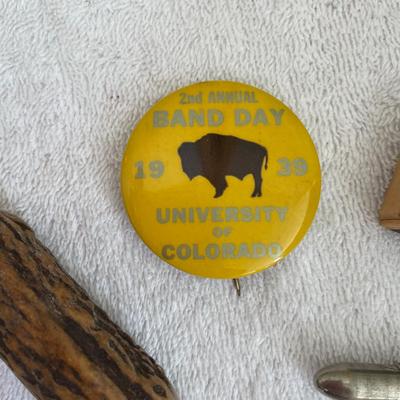 2nd ANNUAL
BAND DAY
19 39
UNIVERSITY
OF
COLORADO